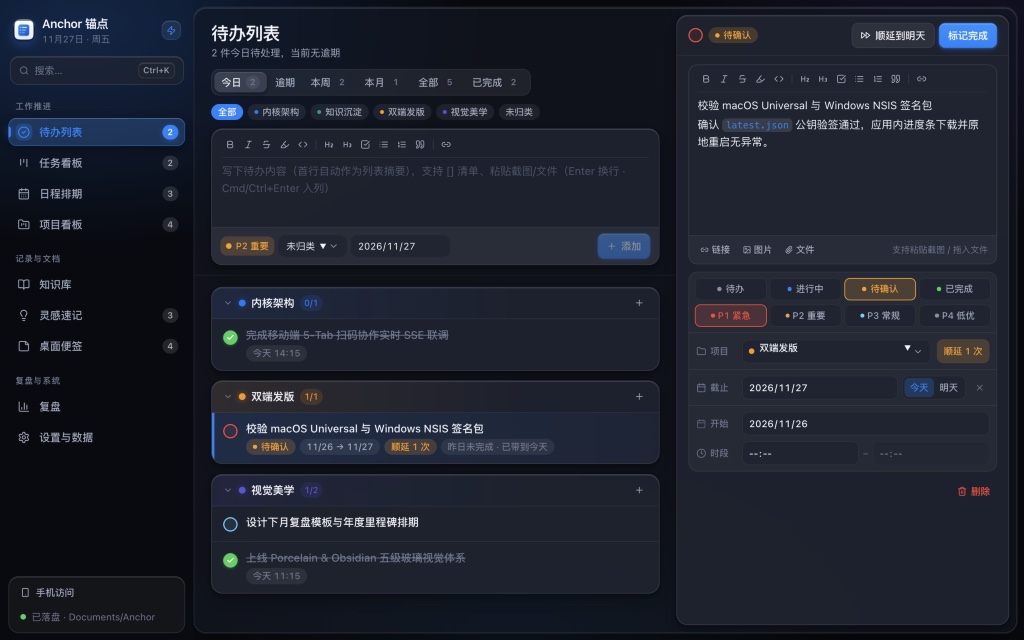 Anchor 锚点
11月27日 · 周五
搜索...
Ctrl+K
工作推进
待办列表
2
任务看板
2
日程排期
3
项目看板
4
记录与文档
知识库
灵感速记
3
桌面便签
4
复盘与系统
复盘
设置与数据
手机访问
已落盘 · Documents/Anchor
待办列表
2 件今日待处理，当前无逾期
今日 2 逾期 本周 2 本月 1 全部 5 已完成 2
全部 内核架构 知识沉淀 双端发版 视觉美学 未归类
B I S H₂ H₃
写下待办内容（首行自动作为列表摘要），支持 [] 清单、粘贴截图/文件（Enter 换行 ·
Cmd/Ctrl+Enter 入列）
P2 重要 未归类 2026/11/27 + 添加
内核架构 0/1 +
完成移动端 5-Tab 扫码协作实时 SSE 联调
今天 14:15
双端发版 1/1 +
校验 macOS Universal 与 Windows NSIS 签名包
待确认 11/26 → 11/27 顺延 1 次 昨日未完成 · 已带到今天
视觉美学 1/2 +
设计下月复盘模板与年度里程碑排期
上线 Porcelain & Obsidian 五级玻璃视觉体系
今天 11:15
待确认 顺延到明天 标记完成
B I S H₂ H₃
校验 macOS Universal 与 Windows NSIS 签名包
确认 latest.json 公钥验签通过，应用内进度条下载并原
地重启无异常。
链接 图片 文件 支持粘贴截图 / 拖入文件
待办 进行中 待确认 已完成
P1 紧急 P2 重要 P3 常规 P4 低优
项目 双端发版 顺延 1 次
截止 2026/11/27 今天 明天 ×
开始 2026/11/26
时段 --:-- – --:--
删除